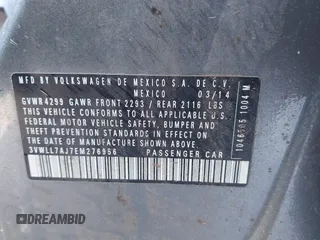 MFD BY VOLKSWAGEN DE MEXICO S.A. DE C.V.
MEXICO 03/14
GVWR 4299 GAWR FRONT 2293 / REAR 2116 LBS
THIS VEHICLE CONFORMS TO ALL APPLICABLE U.S.
FEDERAL MOTOR VEHICLE SAFETY, BUMPER AND
THEFT PREVENTION STANDARDS IN EFFECT ON THE
DATE OF MANUFACTURE SHOWN ABOVE.
3VWLL7AJ7EM276956 PASSENGER CAR
1004 M
DREAMBID